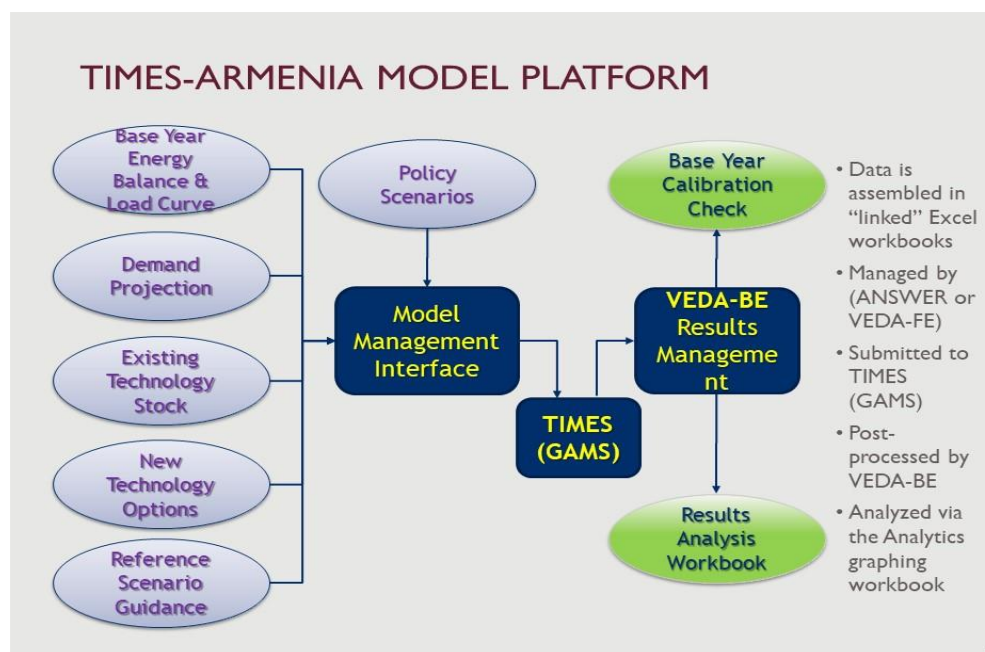 TIMES-ARMENIA MODEL PLATFORM
Base Year
Energy
Balance &
Load Curve
Demand
Projection
Existing
Technology
Stock
New
Technology
Options
Reference
Scenario
Guidance
Policy
Scenarios
Model
Management
Interface
TIMES
(GAMS)
VEDA-BE
Results
Manageme
nt
Base Year
Calibration
Check
Results
Analysis
Workbook
• Data is
assembled in
“linked” Excel
workbooks
• Managed by
(ANSWER or
VEDA-FE)
• Submitted to
TIMES
(GAMS)
• Post-
processed by
VEDA-BE
• Analyzed via
the Analytics
graphing
workbook